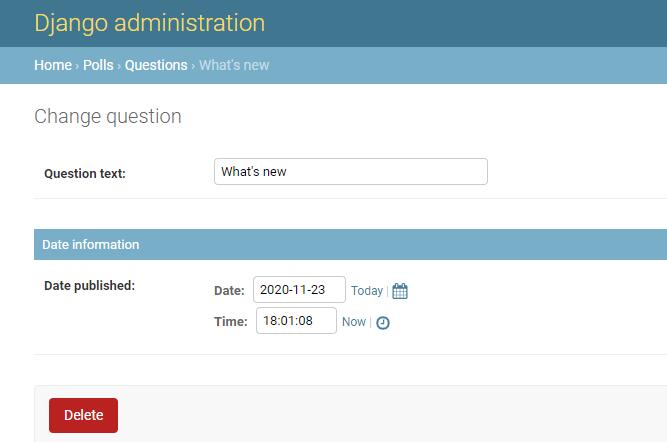 Django administration
Home › Polls › Questions › What's new
Change question
Question text: What's new
Date information
Date published: Date: 2020-11-23 Today |
Time: 18:01:08 Now |
Delete